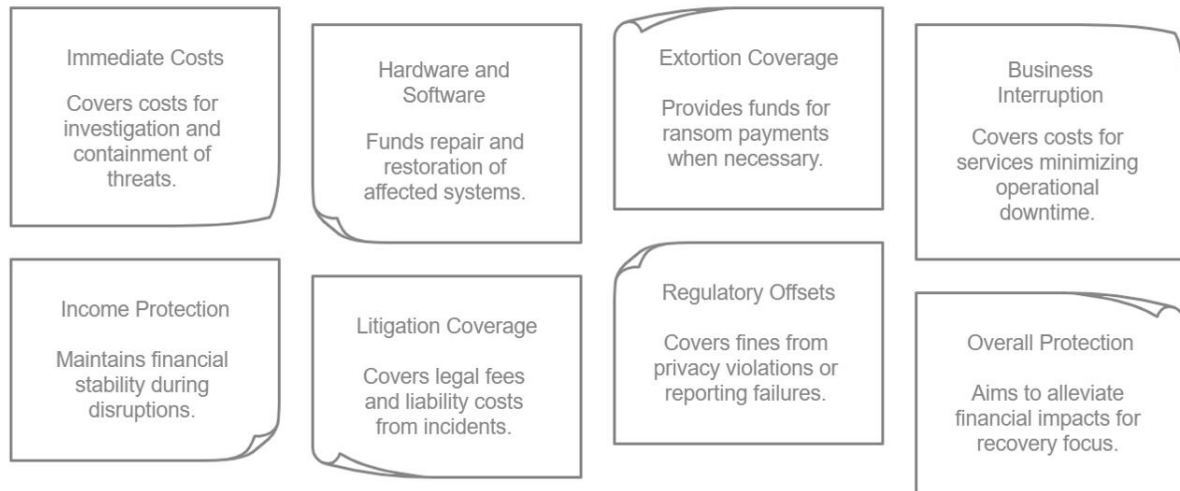 Immediate Costs
Covers costs for
investigation and
containment of
threats.
Hardware and
Software
Funds repair and
restoration of
affected systems.
Extortion Coverage
Provides funds for
ransom payments
when necessary.
Business
Interruption
Covers costs for
services minimizing
operational
downtime.
Income Protection
Maintains financial
stability during
disruptions.
Litigation Coverage
Covers legal fees
and liability costs
from incidents.
Regulatory Offsets
Covers fines from
privacy violations or
reporting failures.
Overall Protection
Aims to alleviate
financial impacts for
recovery focus.